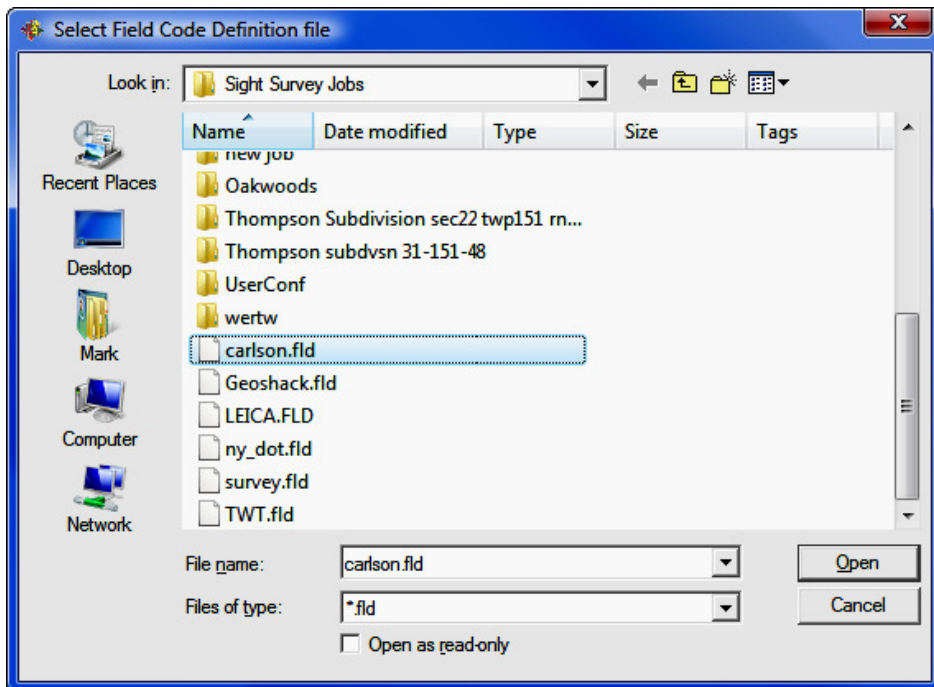 Select Field Code Definition file
Look in: Sight Survey Jobs
Name Date modified Type Size Tags
new job
Oakwoods
Thompson Subdivision sec22 twp151 rn...
Thompson subdvsn 31-151-48
UserConf
wertw
carlson.fld
Geoshack.fld
LEICA.FLD
ny_dot.fld
survey.fld
TWT.fld
Recent Places
Desktop
Mark
Computer
Network
File name: carlson.fld Open
Files of type: *.fld Cancel
Open as read-only